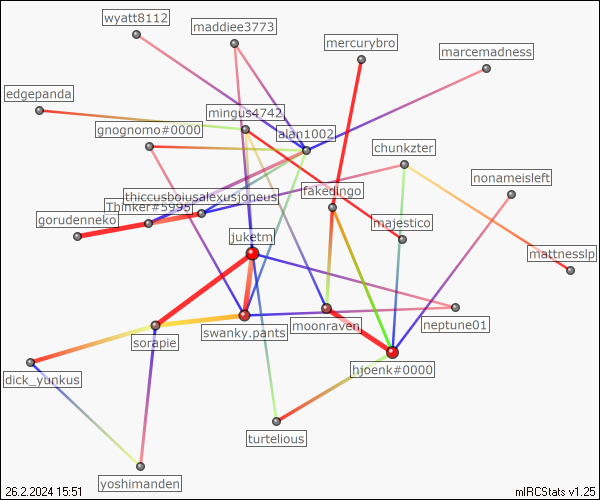 wyatt8112
maddiee3773
mercurybro
marcemadness
edgepanda
mingus4742
gnognomo#0000
alan1002
chunkzter
nonameisleft
thiccusboiusalexusjoneus
fakedingo
Thinker#5995
gorudenneko
majestico
juketm
mattnesslp
swanky.pants
moonraven
neptune01
sorapie
hjoenk#0000
dick_yunkus
turtelious
yoshimanden
26.2.2024 15:51
mIRCStats v1.25